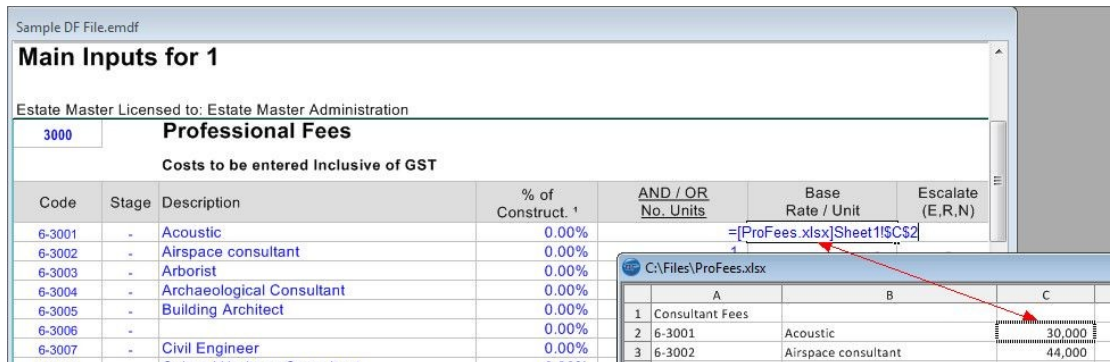 Sample DF File.emdf
Main Inputs for 1
Estate Master Licensed to: Estate Master Administration
3000 Professional Fees
Costs to be entered Inclusive of GST
Code Stage Description % of Construct. ¹ AND / OR No. Units Base Rate / Unit Escalate (E,R,N)
6-3001 - Acoustic 0.00% =[ProFees.xlsx]Sheet1!$C$2
6-3002 - Airspace consultant 0.00% 1
6-3003 - Arborist 0.00%
6-3004 - Archaeological Consultant 0.00%
6-3005 - Building Architect 0.00%
6-3006 - 0.00%
6-3007 - Civil Engineer 0.00%
C:\Files\ProFees.xlsx
A B C
1 Consultant Fees
2 6-3001 Acoustic 30,000
3 6-3002 Airspace consultant 44,000